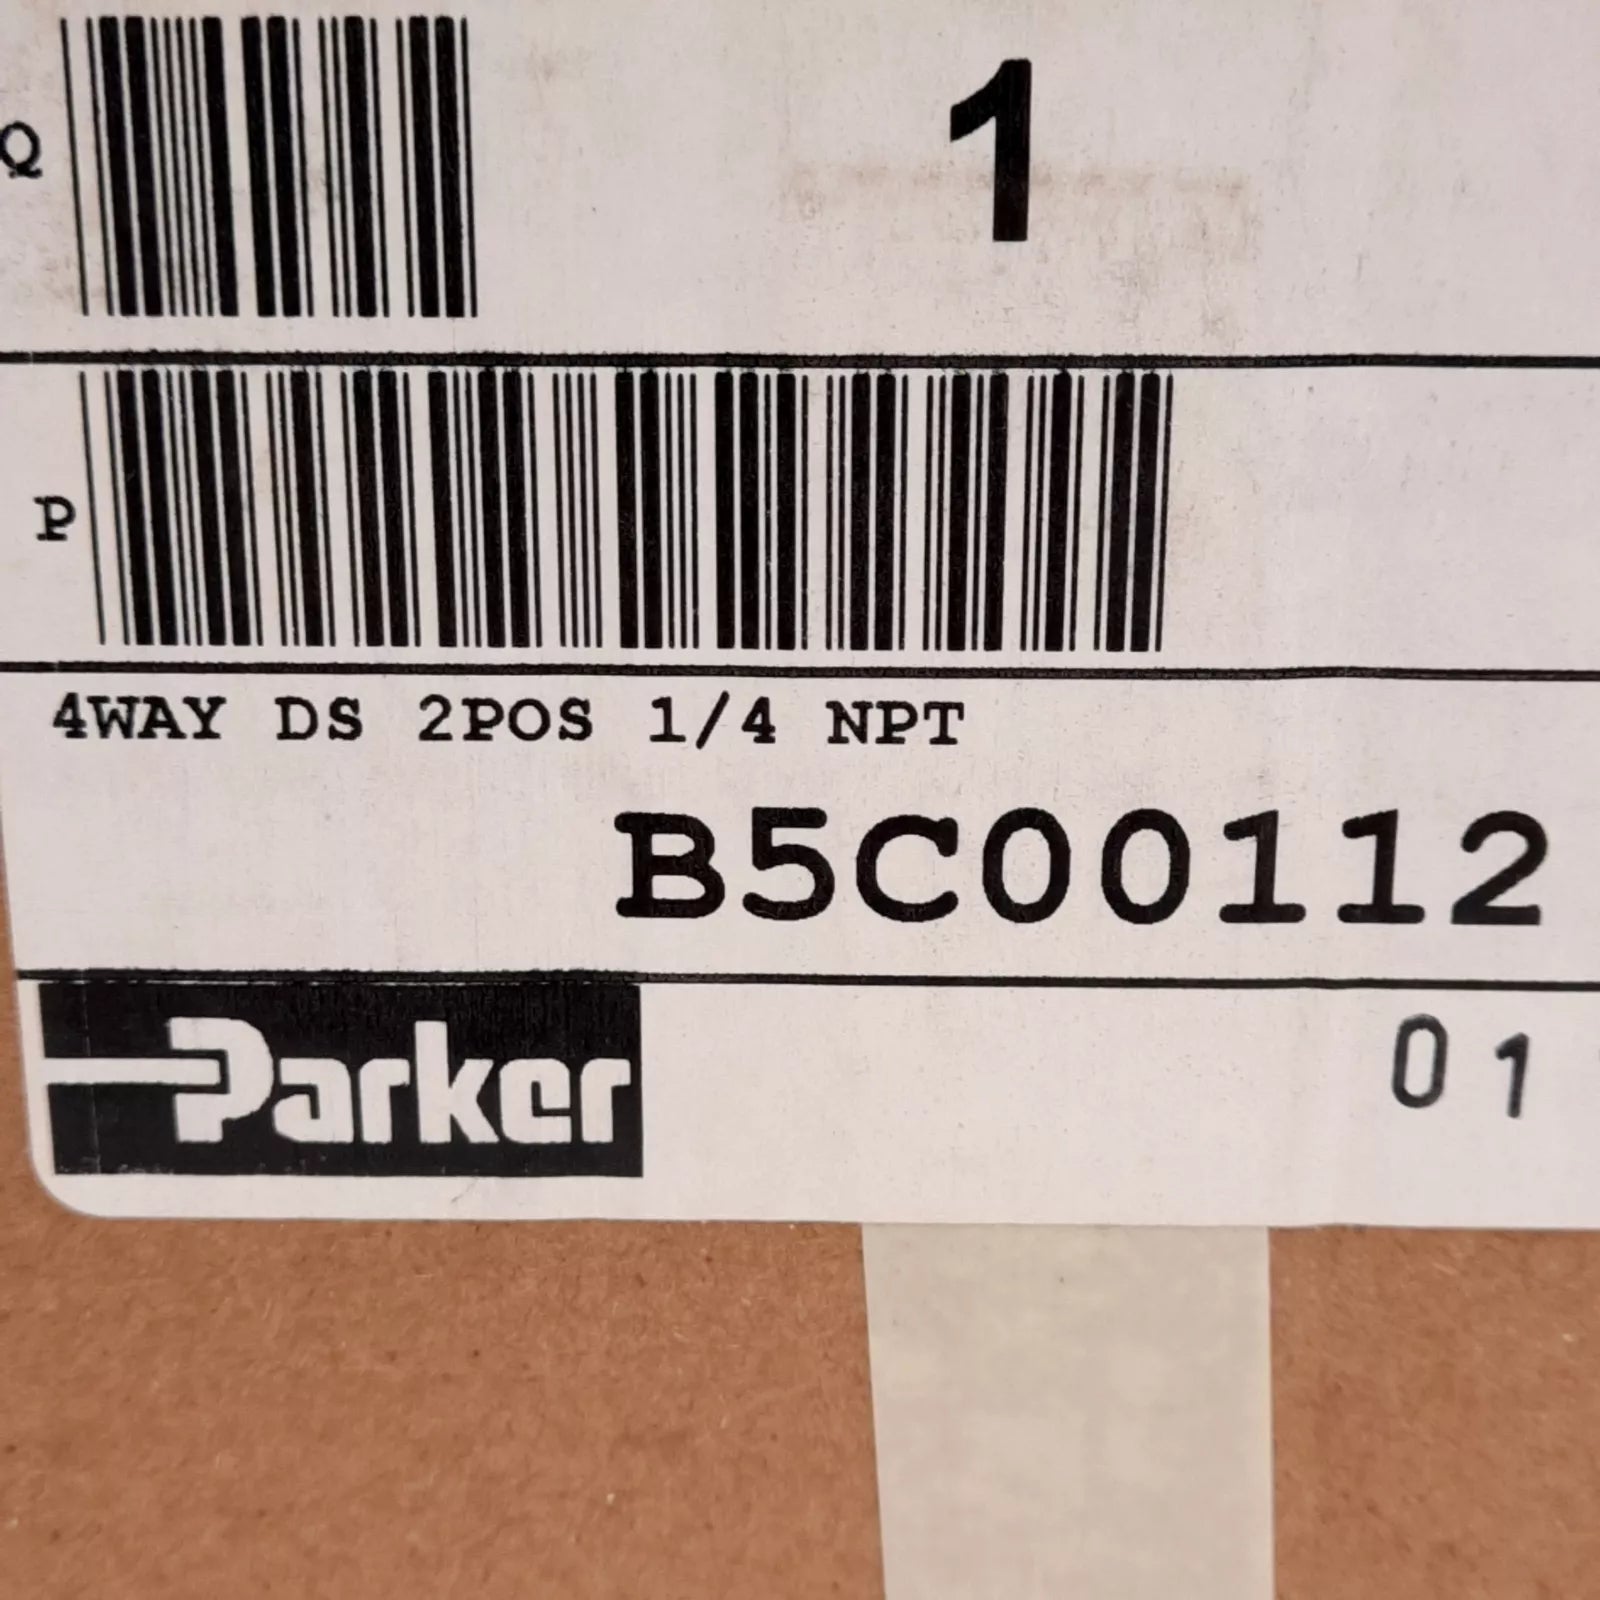 Q
1
P
4WAY DS 2POS 1/4 NPT
B5C00112
Parker
01